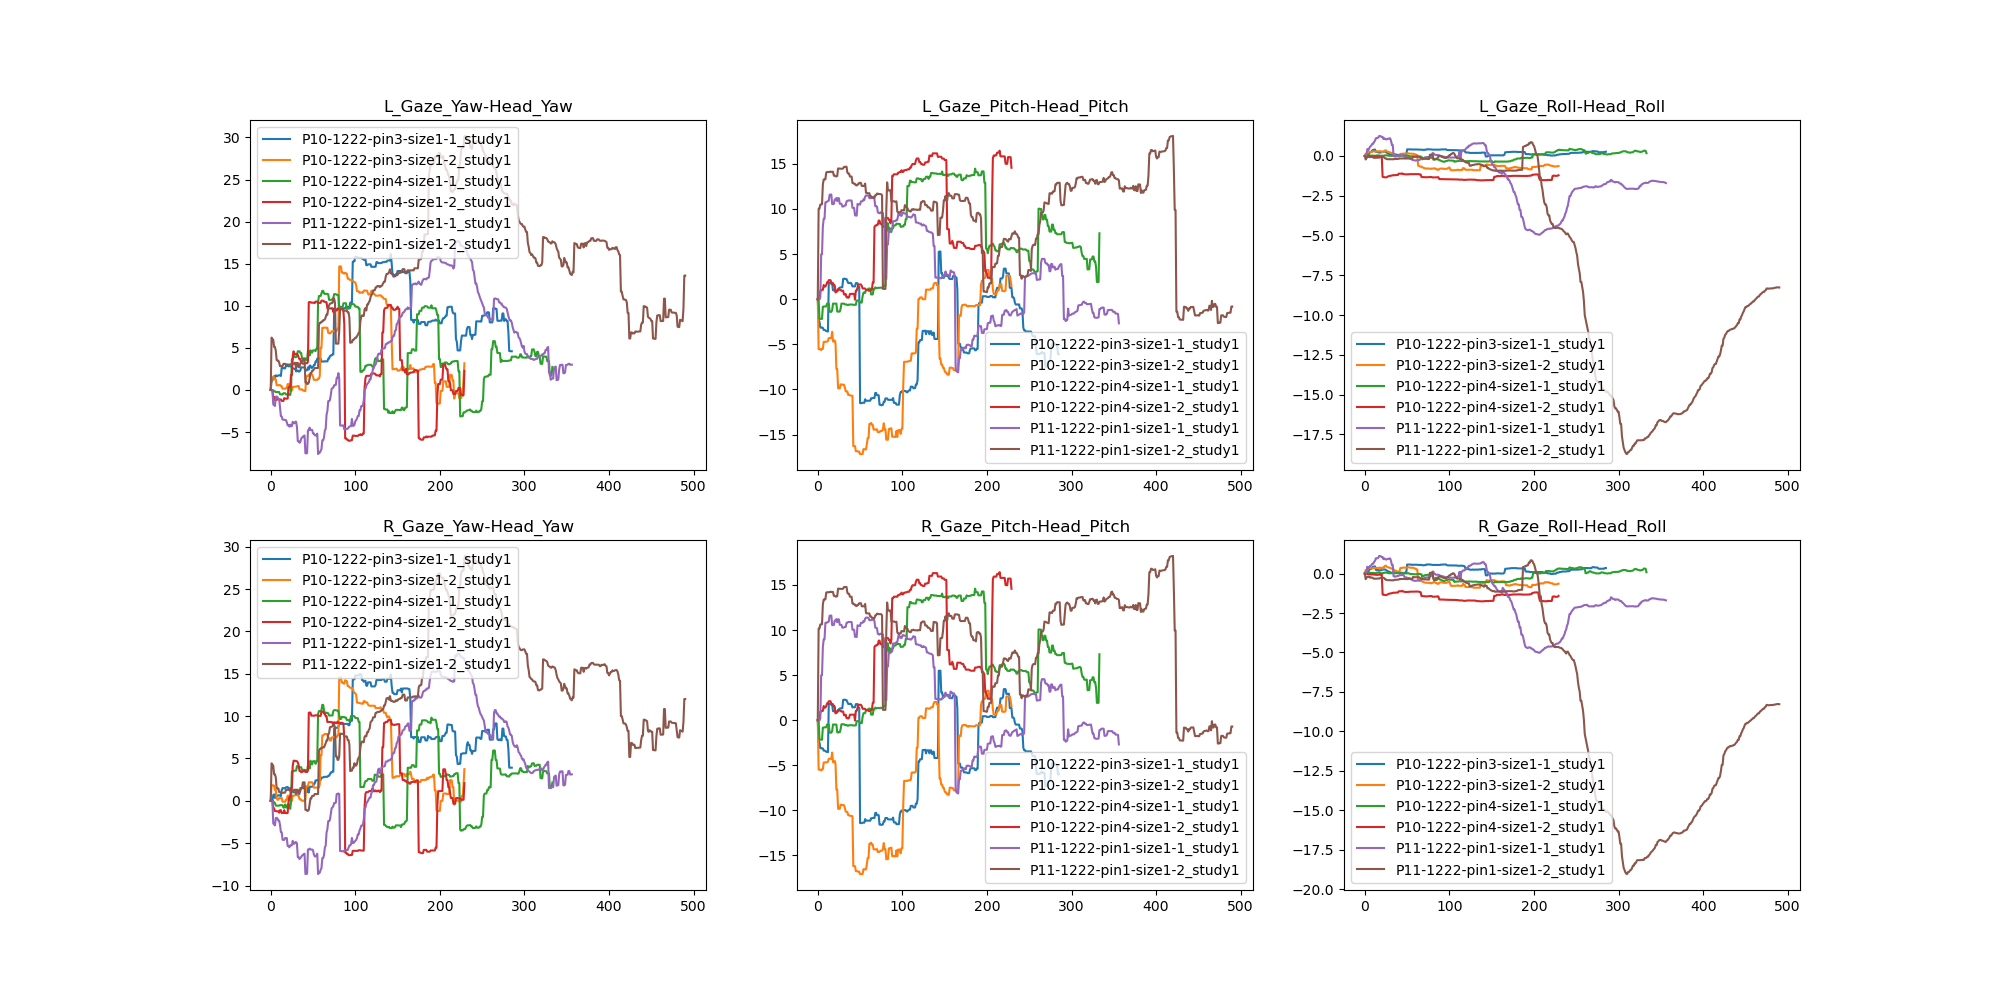 L_Gaze_Yaw-Head_Yaw
30
25
20
15
10
5
0
−5
0 100 200 300 400 500
P10-1222-pin3-size1-1_study1
P10-1222-pin3-size1-2_study1
P10-1222-pin4-size1-1_study1
P10-1222-pin4-size1-2_study1
P11-1222-pin1-size1-1_study1
P11-1222-pin1-size1-2_study1
L_Gaze_Pitch-Head_Pitch
15
10
5
0
−5
−10
−15
0 100 200 300 400 500
P10-1222-pin3-size1-1_study1
P10-1222-pin3-size1-2_study1
P10-1222-pin4-size1-1_study1
P10-1222-pin4-size1-2_study1
P11-1222-pin1-size1-1_study1
P11-1222-pin1-size1-2_study1
L_Gaze_Roll-Head_Roll
0.0
−2.5
−5.0
−7.5
−10.0
−12.5
−15.0
−17.5
0 100 200 300 400 500
P10-1222-pin3-size1-1_study1
P10-1222-pin3-size1-2_study1
P10-1222-pin4-size1-1_study1
P10-1222-pin4-size1-2_study1
P11-1222-pin1-size1-1_study1
P11-1222-pin1-size1-2_study1
R_Gaze_Yaw-Head_Yaw
30
25
20
15
10
5
0
−5
−10
0 100 200 300 400 500
P10-1222-pin3-size1-1_study1
P10-1222-pin3-size1-2_study1
P10-1222-pin4-size1-1_study1
P10-1222-pin4-size1-2_study1
P11-1222-pin1-size1-1_study1
P11-1222-pin1-size1-2_study1
R_Gaze_Pitch-Head_Pitch
15
10
5
0
−5
−10
−15
0 100 200 300 400 500
P10-1222-pin3-size1-1_study1
P10-1222-pin3-size1-2_study1
P10-1222-pin4-size1-1_study1
P10-1222-pin4-size1-2_study1
P11-1222-pin1-size1-1_study1
P11-1222-pin1-size1-2_study1
R_Gaze_Roll-Head_Roll
0.0
−2.5
−5.0
−7.5
−10.0
−12.5
−15.0
−17.5
−20.0
0 100 200 300 400 500
P10-1222-pin3-size1-1_study1
P10-1222-pin3-size1-2_study1
P10-1222-pin4-size1-1_study1
P10-1222-pin4-size1-2_study1
P11-1222-pin1-size1-1_study1
P11-1222-pin1-size1-2_study1